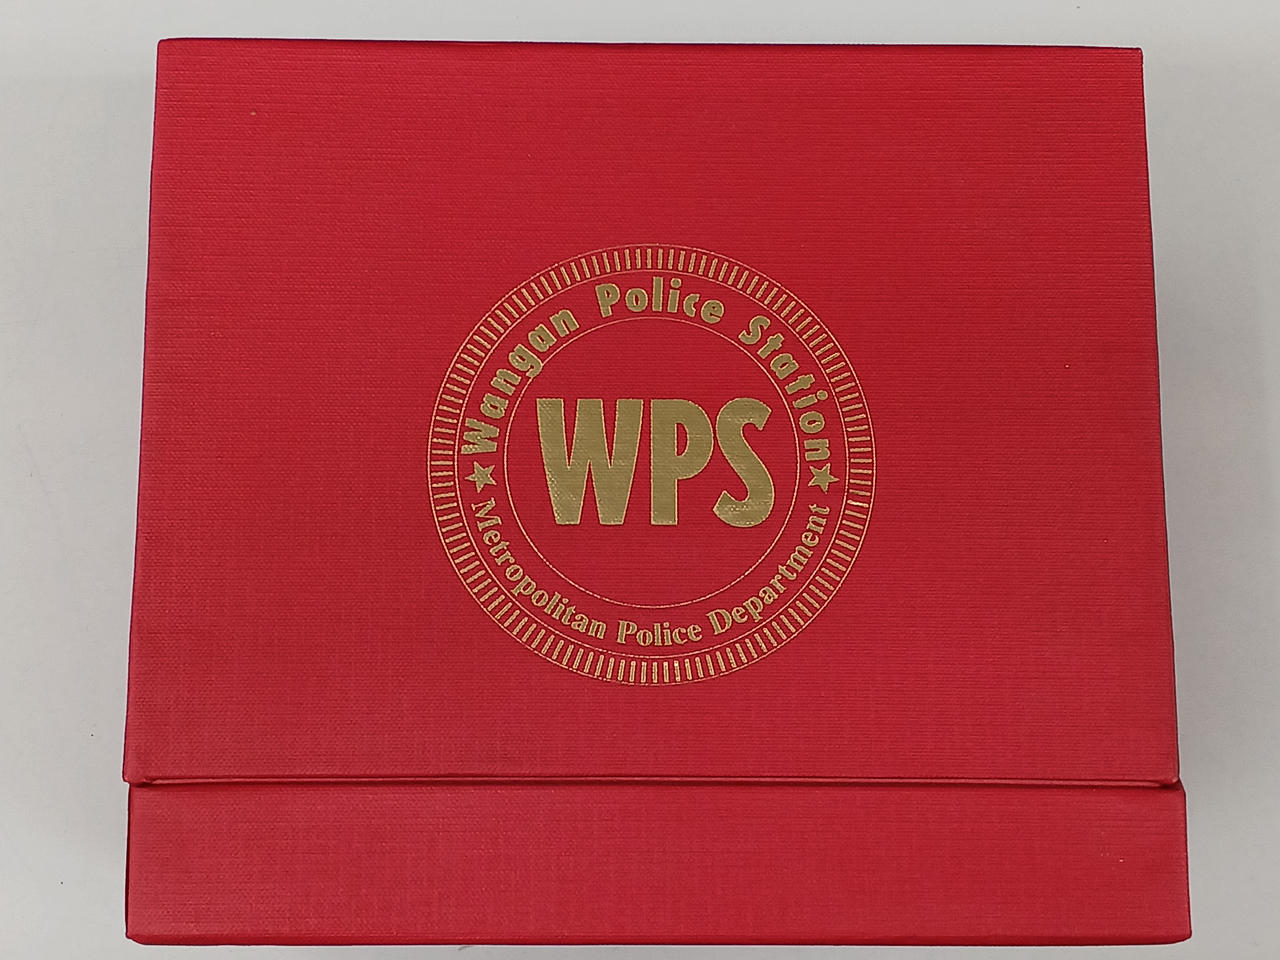 Wangan Police Station
WPS
★ Metropolitan Police Department ★